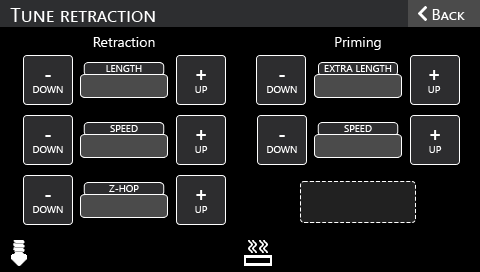 TUNE RETRACTION
BACK
Retraction
Priming
- DOWN
LENGTH
+ UP
- DOWN
EXTRA LENGTH
+ UP
- DOWN
SPEED
+ UP
- DOWN
SPEED
+ UP
- DOWN
Z-HOP
+ UP